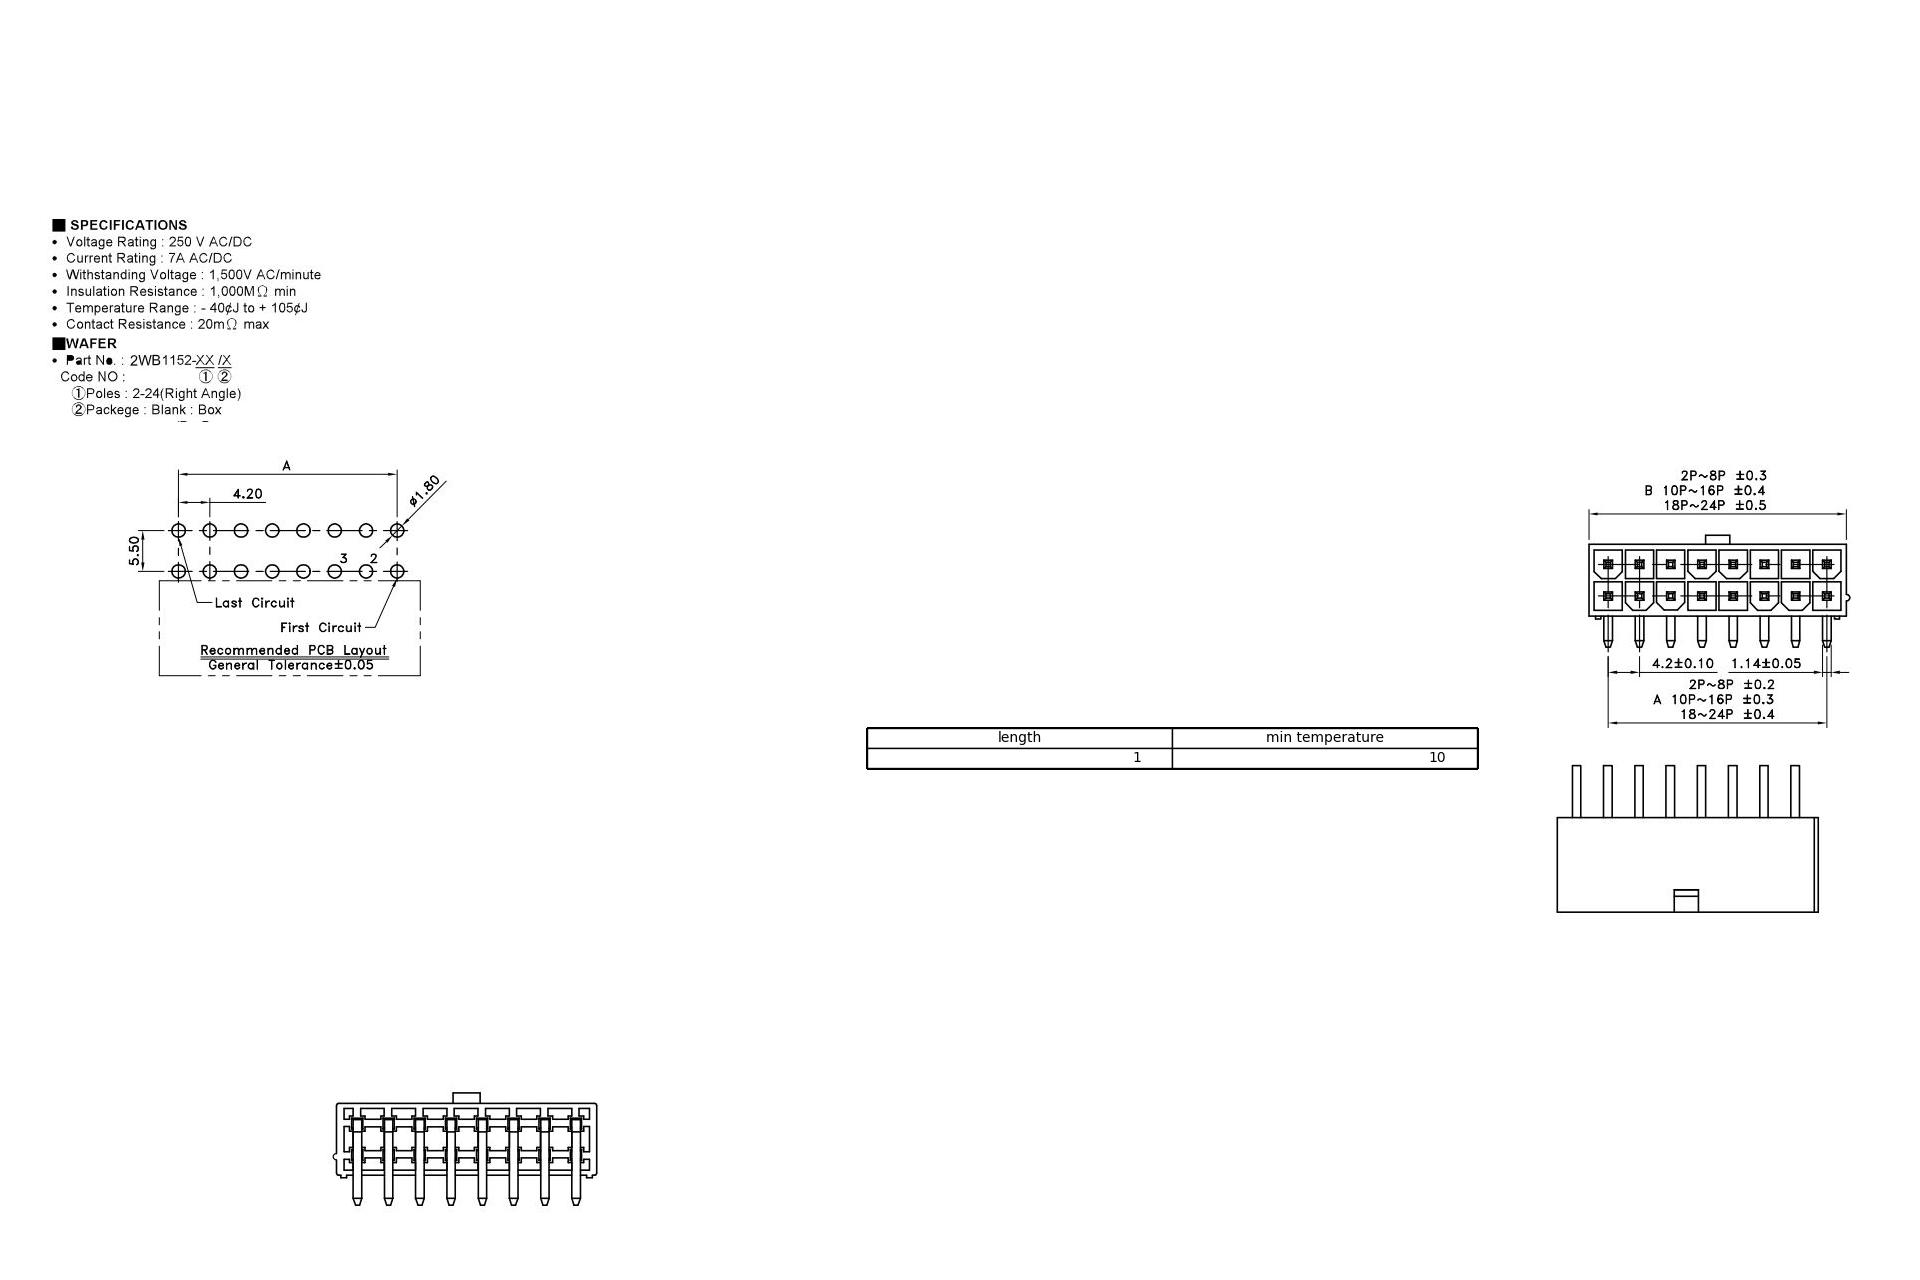 ■ SPECIFICATIONS
• Voltage Rating : 250 V AC/DC
• Current Rating : 7A AC/DC
• Withstanding Voltage : 1,500V AC/minute
• Insulation Resistance : 1,000MΩ min
• Temperature Range : - 40¢J to + 105¢J
• Contact Resistance : 20mΩ max
■WAFER
• Part No. : 2WB1152-XX /X
Code NO : ① ②
①Poles : 2-24(Right Angle)
②Packege : Blank : Box
A
4.20
ø1.80
5.50
3 2
Last Circuit
First Circuit
Recommended PCB Layout
General Tolerance±0.05
2P~8P ±0.3
B 10P~16P ±0.4
18P~24P ±0.5
4.2±0.10 1.14±0.05
2P~8P ±0.2
A 10P~16P ±0.3
18~24P ±0.4
length min temperature
1 10